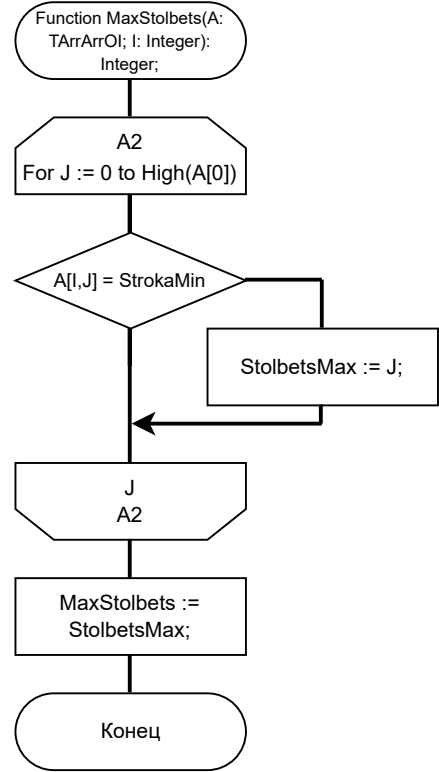 Function MaxStolbets(A:
TArrArrOI; I: Integer):
Integer;
A2
For J := 0 to High(A[0])
A[I,J] = StrokaMin
StolbetsMax := J;
J
A2
MaxStolbets :=
StolbetsMax;
Конец